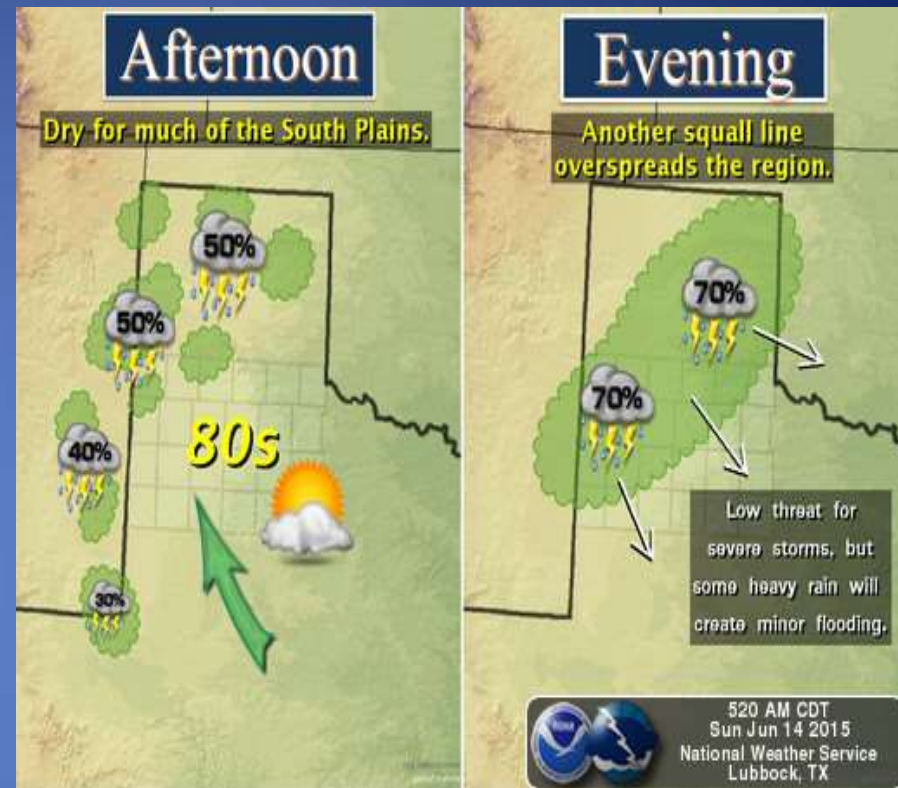 Afternoon
Dry for much of the South Plains.
50%
50%
40%
80s
30%
Evening
Another squall line
overspreads the region.
70%
70%
Low threat for
severe storms, but
some heavy rain will
create minor flooding.
520 AM CDT
Sun Jun 14 2015
National Weather Service
Lubbock, TX